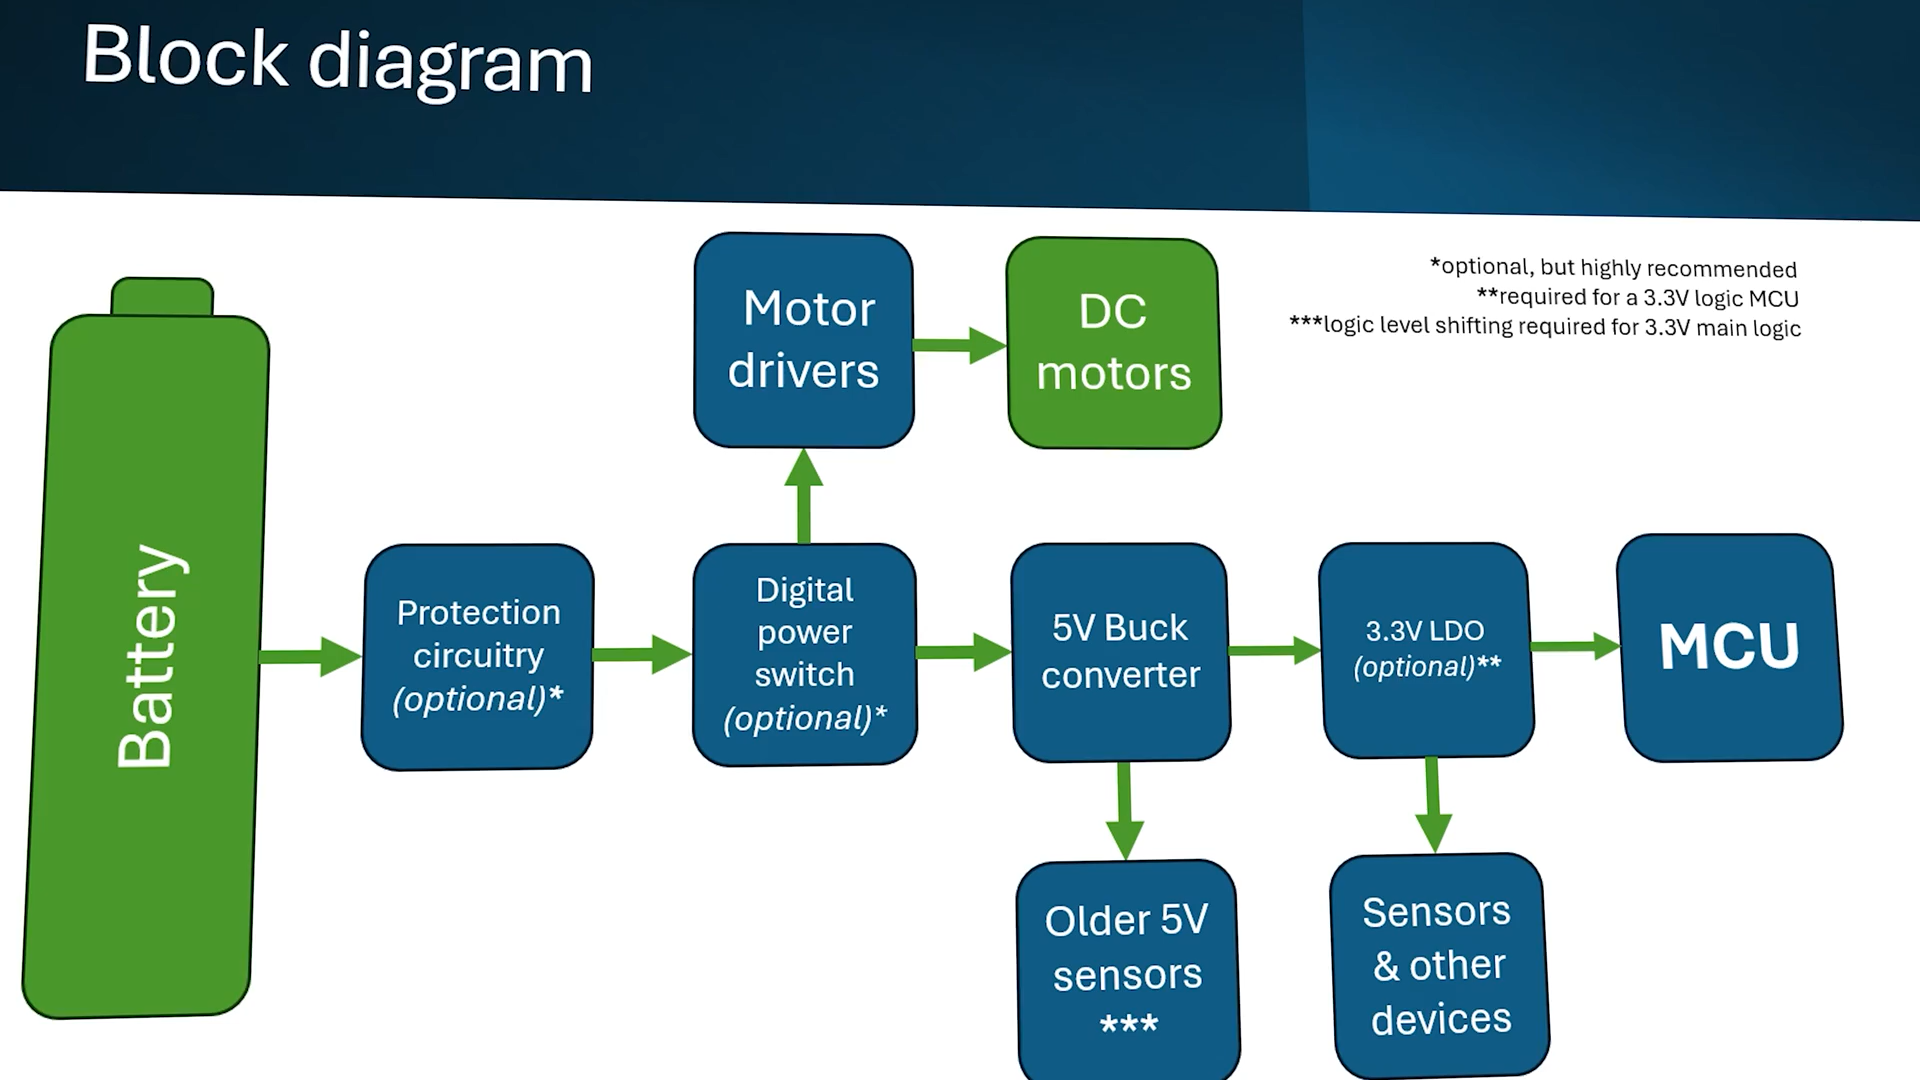 Block diagram
*optional, but highly recommended
**required for a 3.3V logic MCU
***logic level shifting required for 3.3V main logic
Motor
drivers
DC
motors
Battery
Protection
circuitry
(optional)*
Digital
power
switch
(optional)*
5V Buck
converter
3.3V LDO
(optional)**
MCU
Older 5V
sensors
***
Sensors
& other
devices